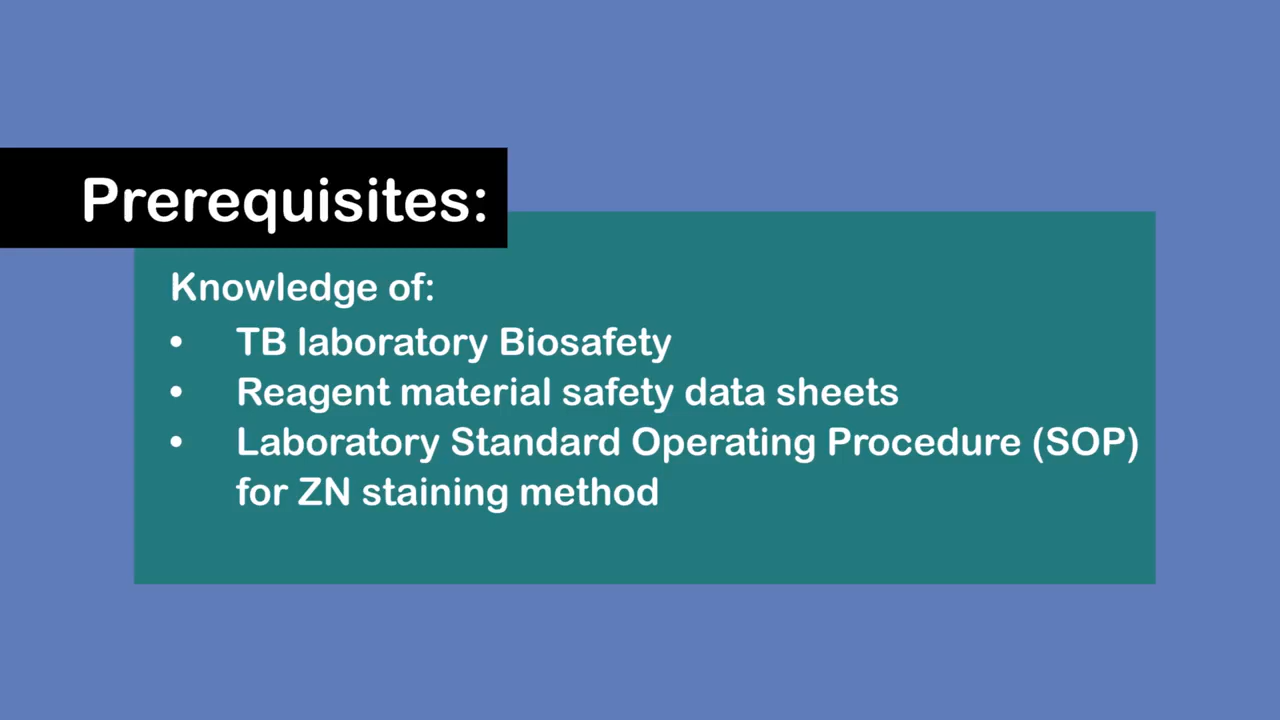 Prerequisites:
Knowledge of:
• TB laboratory Biosafety
• Reagent material safety data sheets
• Laboratory Standard Operating Procedure (SOP)
for ZN staining method